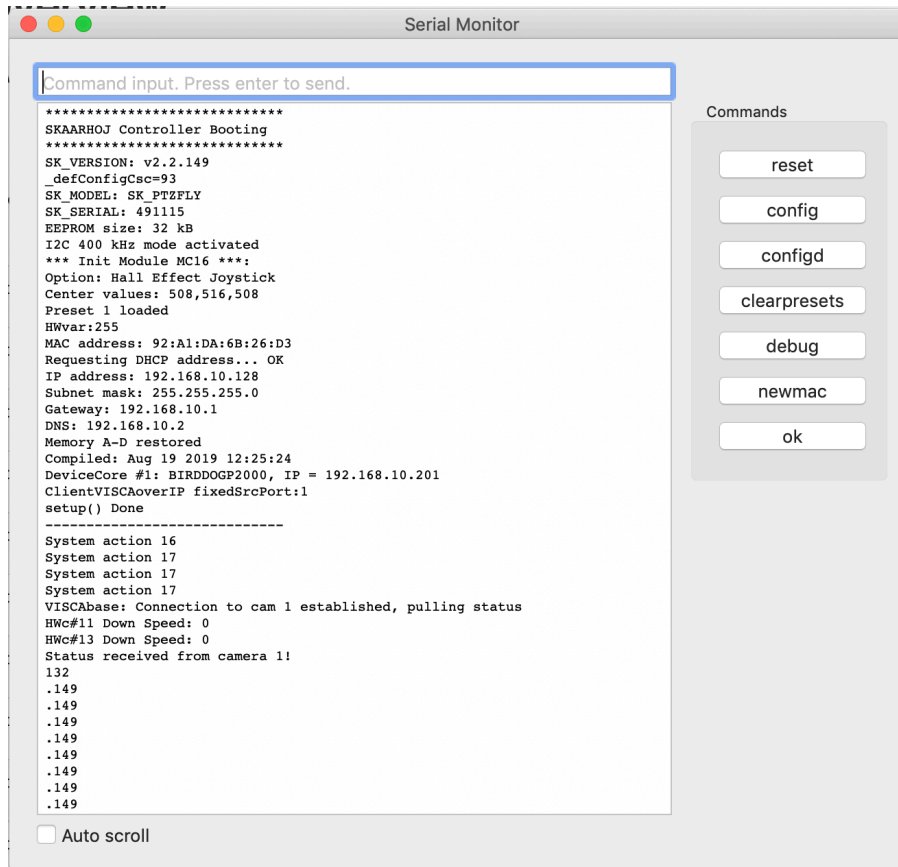 Serial Monitor
Command input. Press enter to send.
*****************************
SKAARHOJ Controller Booting
*****************************
SK_VERSION: v2.2.149
_defConfigCsc=93
SK_MODEL: SK_PTZFLY
SK_SERIAL: 491115
EEPROM size: 32 kB
I2C 400 kHz mode activated
*** Init Module MC16 ***:
Option: Hall Effect Joystick
Center values: 508,516,508
Preset 1 loaded
HWvar:255
MAC address: 92:A1:DA:6B:26:D3
Requesting DHCP address... OK
IP address: 192.168.10.128
Subnet mask: 255.255.255.0
Gateway: 192.168.10.1
DNS: 192.168.10.2
Memory A-D restored
Compiled: Aug 19 2019 12:25:24
DeviceCore #1: BIRDDOGP2000, IP = 192.168.10.201
ClientVISCAoverIP fixedSrcPort:1
setup() Done
-----------------------------
System action 16
System action 17
System action 17
System action 17
VISCAbase: Connection to cam 1 established, pulling status
HWc#11 Down Speed: 0
HWc#13 Down Speed: 0
Status received from camera 1!
132
.149
.149
.149
.149
.149
.149
.149
.149
Auto scroll
Commands
reset
config
configd
clearpresets
debug
newmac
ok